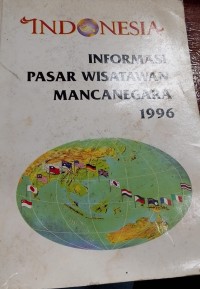 INDONESIA
INFORMASI
PASAR WISATAWAN
MANCANEGARA
1996